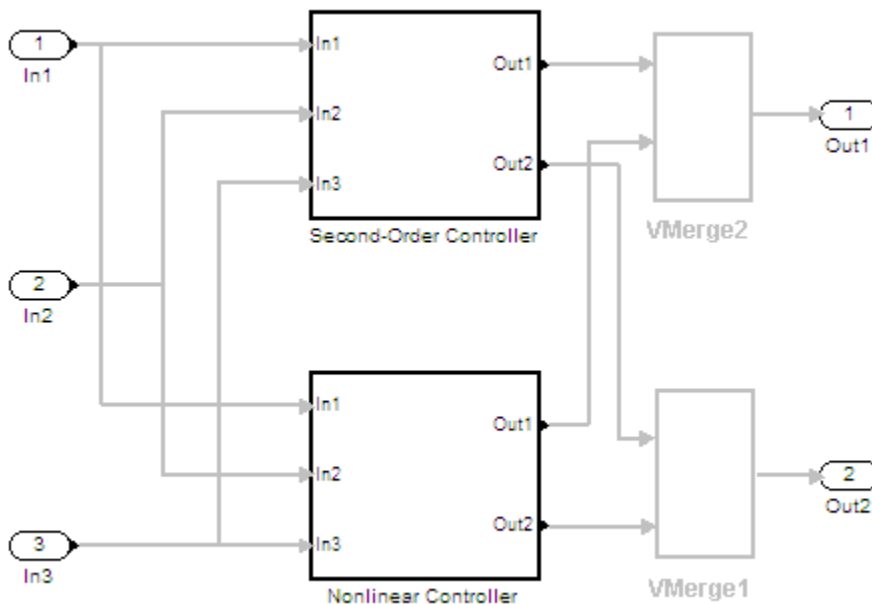 1
In1
2
In2
3
In3
In1
In2
In3
Out1
Out2
Second-Order Controller
In1
In2
In3
Out1
Out2
Nonlinear Controller
VMerge2
VMerge1
1
Out1
2
Out2